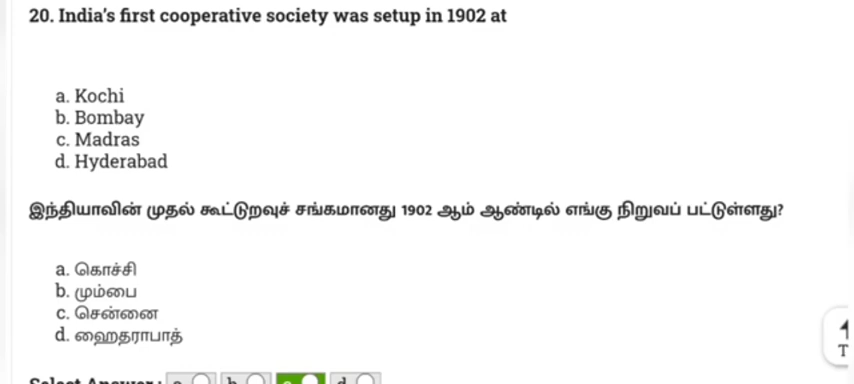 20. India's first cooperative society was setup in 1902 at
a. Kochi
b. Bombay
c. Madras
d. Hyderabad
இந்தியாவின் முதல் கூட்டுறவுச் சங்கமானது 1902 ஆம் ஆண்டில் எங்கு நிறுவப் பட்டுள்ளது?
a. கொச்சி
b. மும்பை
c. சென்னை
d. ஹைதராபாத்
T